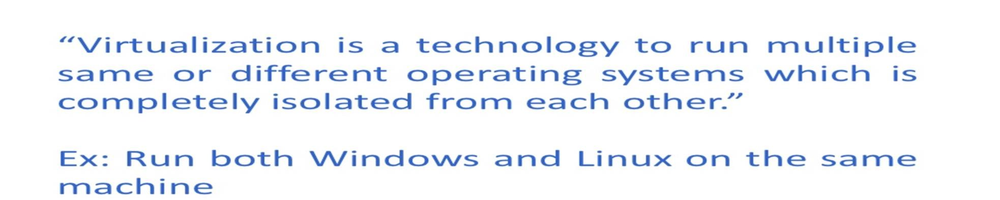 “Virtualization is a technology to run multiple
same or different operating systems which is
completely isolated from each other.”
Ex: Run both Windows and Linux on the same
machine